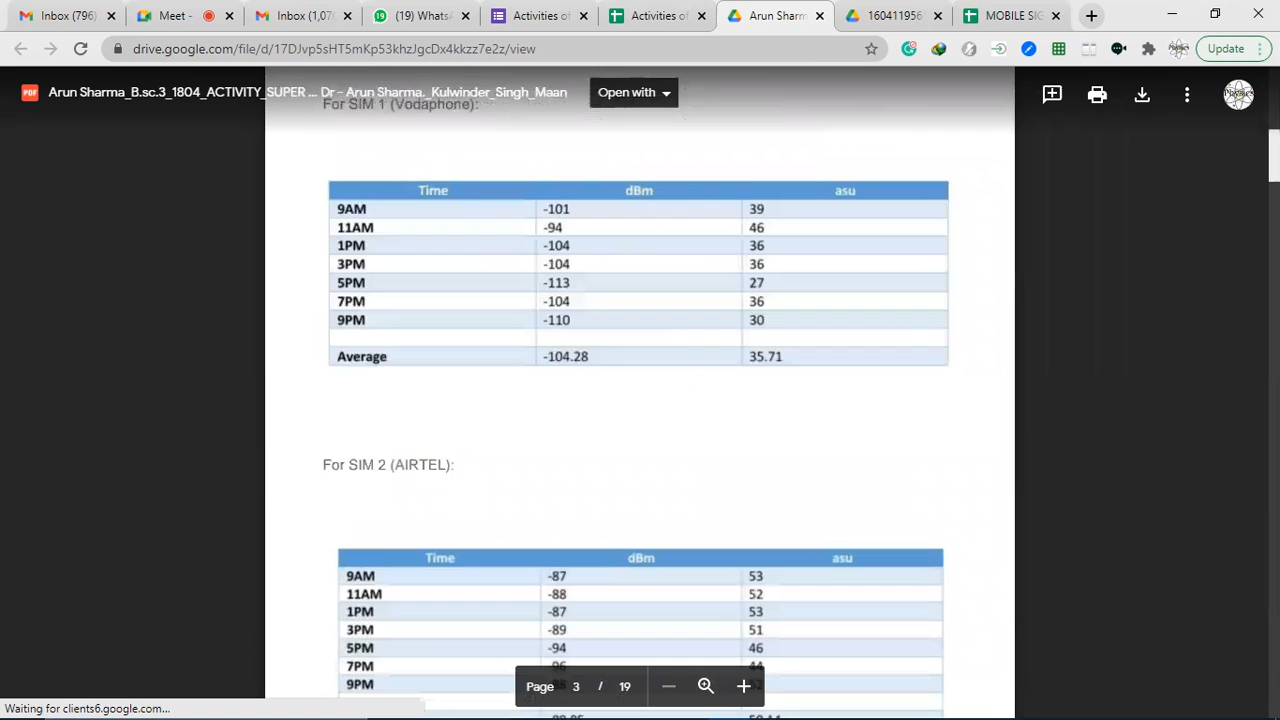 Inbox (796)
Meet -
Inbox (1,07
(19) WhatsA
Activities of
Activities of
Arun Sharm
160411956
MOBILE SIG
drive.google.com/file/d/17DJvp5sHT5mKp53khzJgcDx4kkzz7e2z/view
Update
PDF Arun Sharma_B.sc.3_1804_ACTIVITY_SUPER ... Dr - Arun Sharma._Kulwinder_Singh_Maan
Open with
Physics
For SIM 1 (Vodaphone):
Time dBm asu
9AM -101 39
11AM -94 46
1PM -104 36
3PM -104 36
5PM -113 27
7PM -104 36
9PM -110 30
Average -104.28 35.71
For SIM 2 (AIRTEL):
Time dBm asu
9AM -87 53
11AM -88 52
1PM -87 53
3PM -89 51
5PM -94 46
7PM -96 44
9PM
Page 3 / 19
Waiting for clients6.google.com...